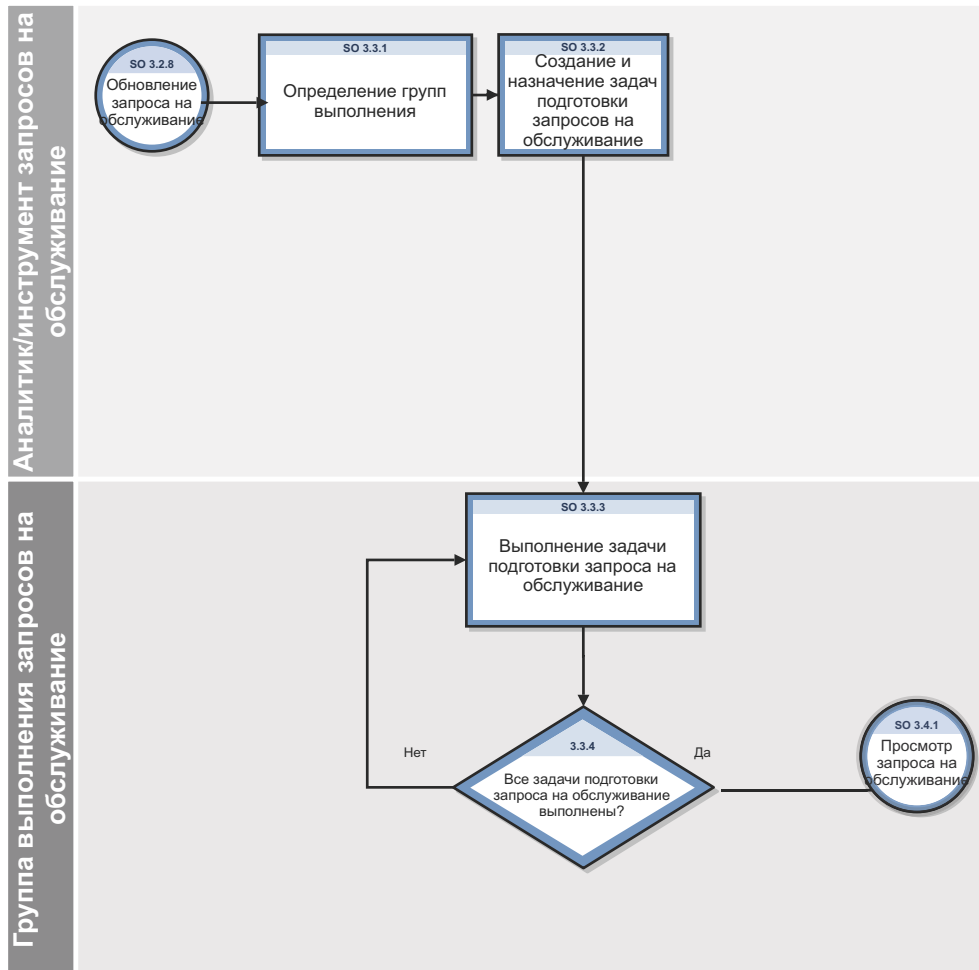 Аналитик/инструмент запросов на
обслуживание
SO 3.2.8
Обновление
запроса на
обслуживание
SO 3.3.1
Определение групп
выполнения
SO 3.3.2
Создание и
назначение задач
подготовки
запросов на
обслуживание
Группа выполнения запросов на
обслуживание
SO 3.3.3
Выполнение задачи
подготовки запроса на
обслуживание
3.3.4
Все задачи подготовки
запроса на обслуживание
выполнены?
Нет
Да
SO 3.4.1
Просмотр
запроса на
обслуживание